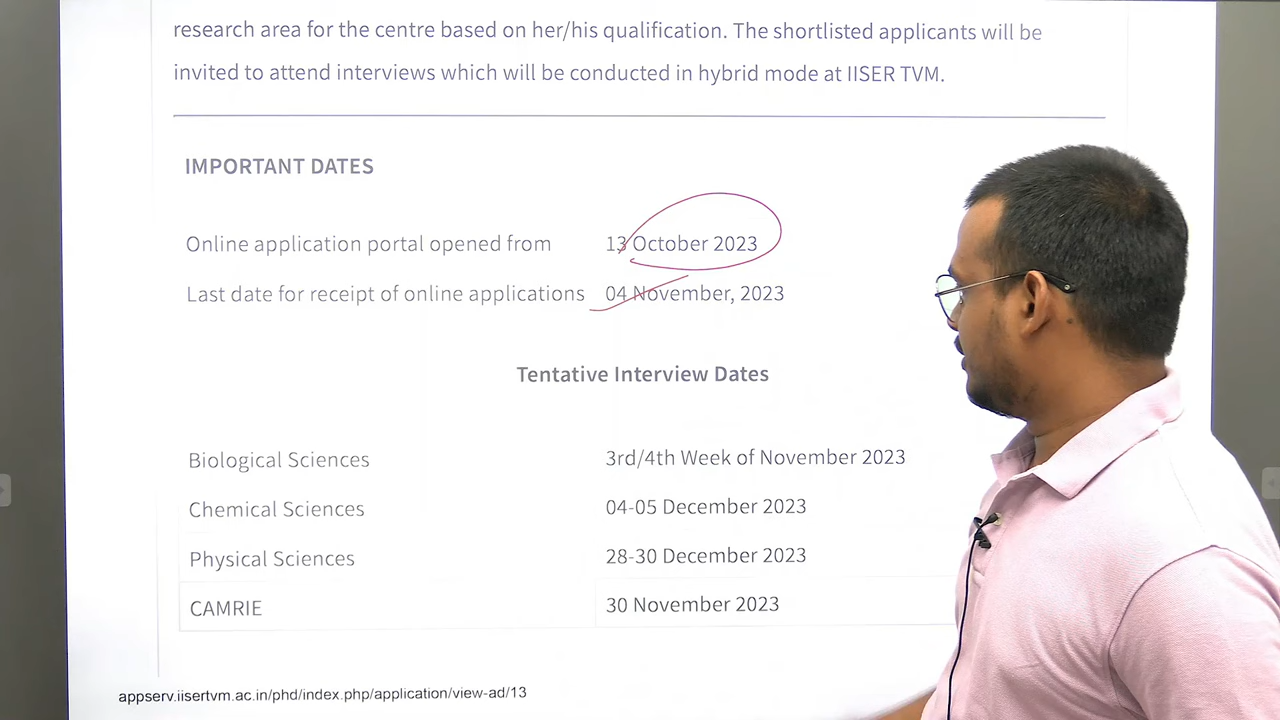 research area for the centre based on her/his qualification. The shortlisted applicants will be
invited to attend interviews which will be conducted in hybrid mode at IISER TVM.
IMPORTANT DATES
Online application portal opened from 13 October 2023
Last date for receipt of online applications 04 November, 2023
Tentative Interview Dates
Biological Sciences 3rd/4th Week of November 2023
Chemical Sciences 04-05 December 2023
Physical Sciences 28-30 December 2023
CAMRIE 30 November 2023
appserv.iisertvm.ac.in/phd/index.php/application/view-ad/13